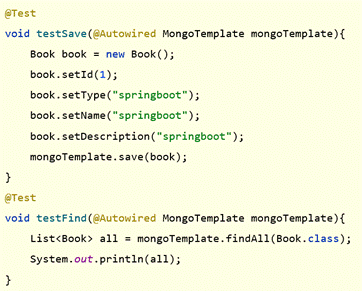 @Test
void testSave(@Autowired MongoTemplate mongoTemplate){
    Book book = new Book();
    book.setId(1);
    book.setType("springboot");
    book.setName("springboot");
    book.setDescription("springboot");
    mongoTemplate.save(book);
}
@Test
void testFind(@Autowired MongoTemplate mongoTemplate){
    List<Book> all = mongoTemplate.findAll(Book.class);
    System.out.println(all);
}